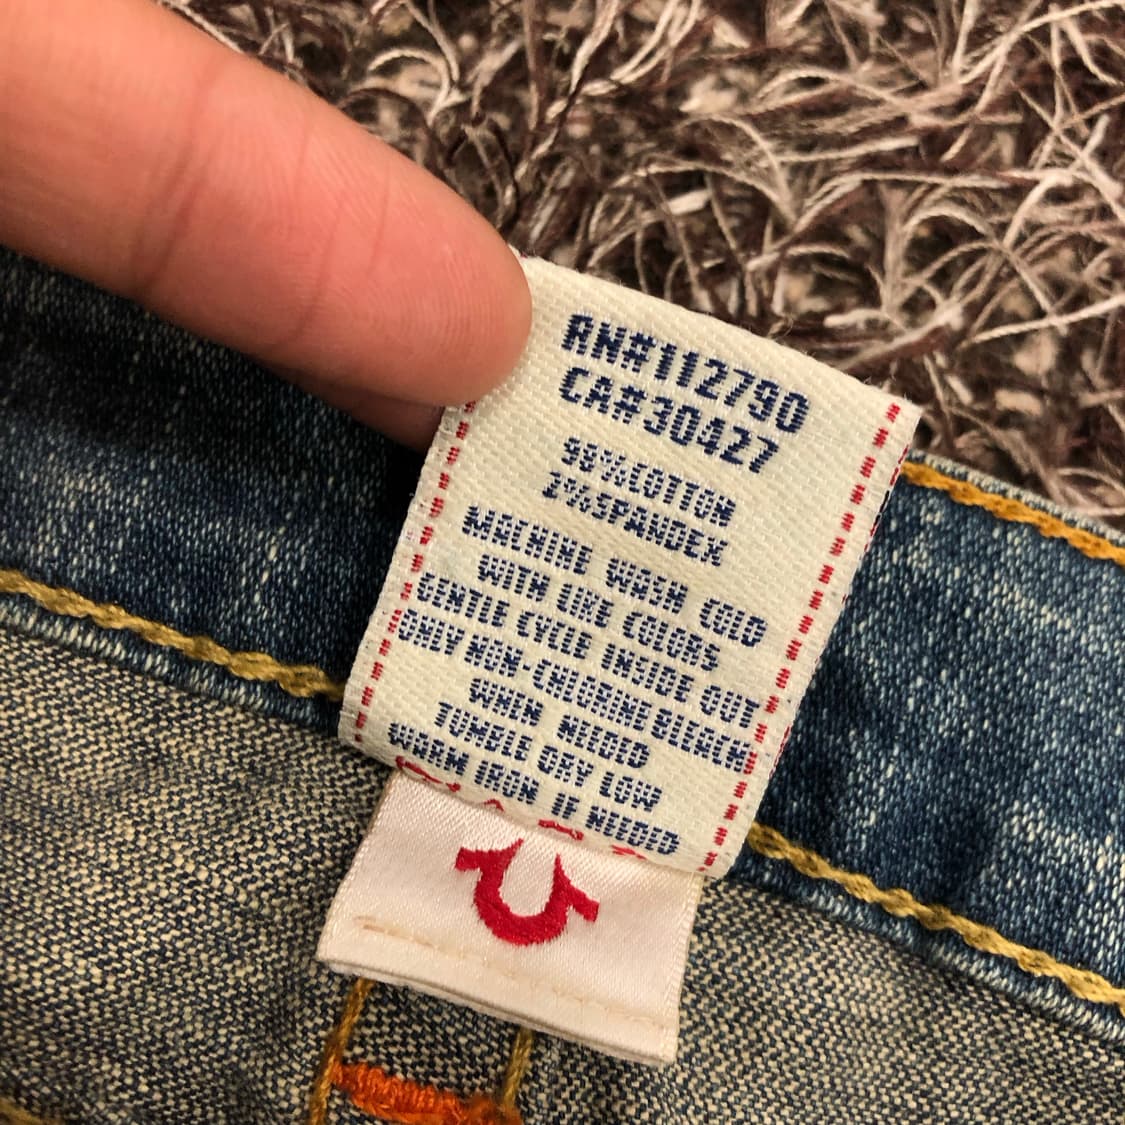 RN#112790
CA#30427
98%COTTON
2%SPANDEX
MACHINE WASH COLD
WITH LIKE COLORS
GENTLE CYCLE INSIDE OUT
ONLY NON-CHLORINE BLEACH
WHEN NEEDED
TUMBLE DRY LOW
WARM IRON IF NEEDED